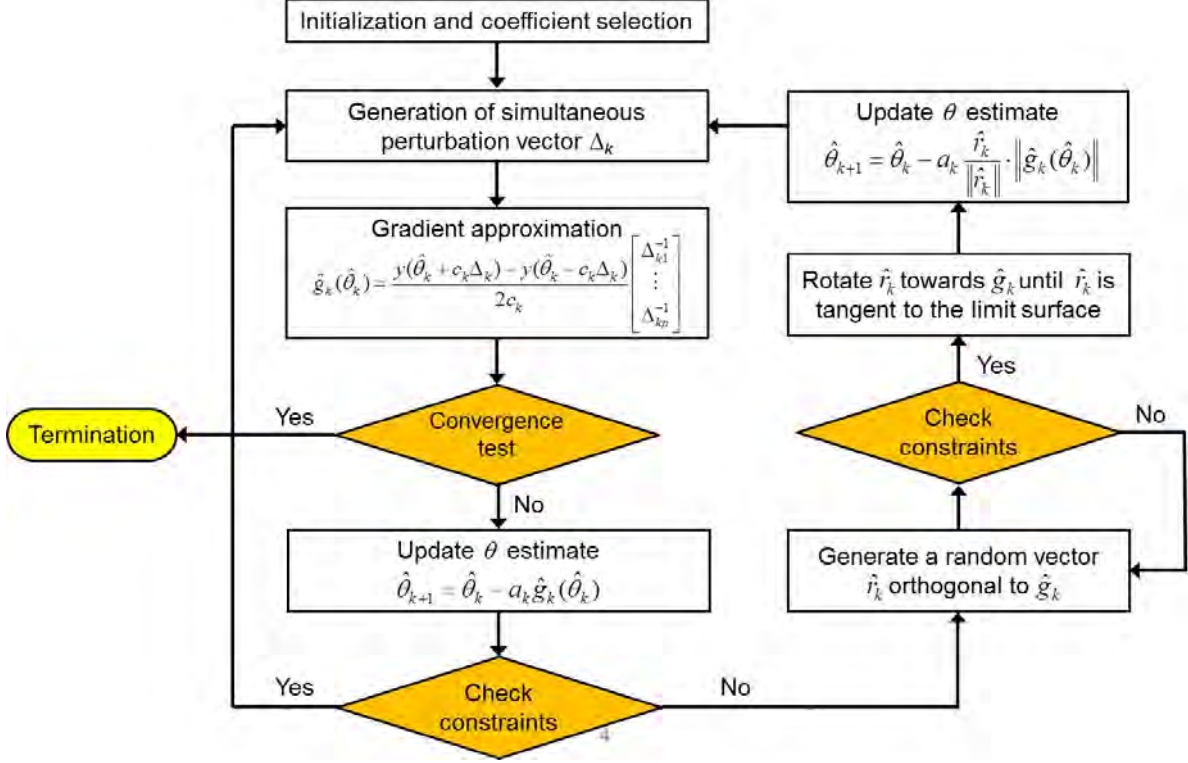 Initialization and coefficient selection
Generation of simultaneous
perturbation vector Δₖ
Gradient approximation
ĝₖ(θ̂ₖ) = (y(θ̂ₖ + cₖΔₖ) − y(θ̂ₖ − cₖΔₖ)) / 2cₖ [Δₖ₁⁻¹ ⋮ Δₖₚ⁻¹]
Convergence
test
Yes
Termination
No
Update θ estimate
θ̂ₖ₊₁ = θ̂ₖ − aₖĝₖ(θ̂ₖ)
Check
constraints
4
Yes
No
Generate a random vector
r̂ₖ orthogonal to ĝₖ
Check
constraints
No
Yes
Rotate r̂ₖ towards ĝₖ until r̂ₖ is
tangent to the limit surface
Update θ estimate
θ̂ₖ₊₁ = θ̂ₖ − aₖ r̂ₖ / ‖r̂ₖ‖ · ‖ĝₖ(θ̂ₖ)‖